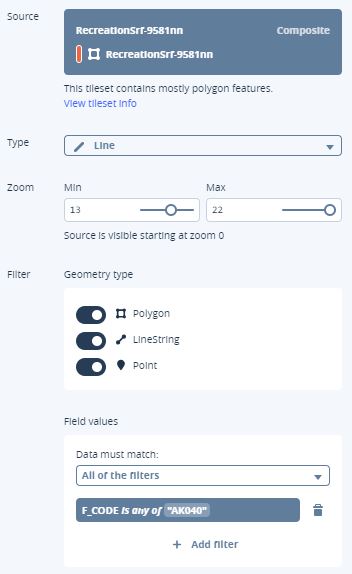 Source
RecreationSrf-9581nn Composite
RecreationSrf-9581nn
This tileset contains mostly polygon features.
View tileset info
Type
Line
Zoom
Min Max
13 22
Source is visible starting at zoom 0
Filter
Geometry type
Polygon
LineString
Point
Field values
Data must match:
All of the filters
F_CODE is any of "AK040"
+ Add filter